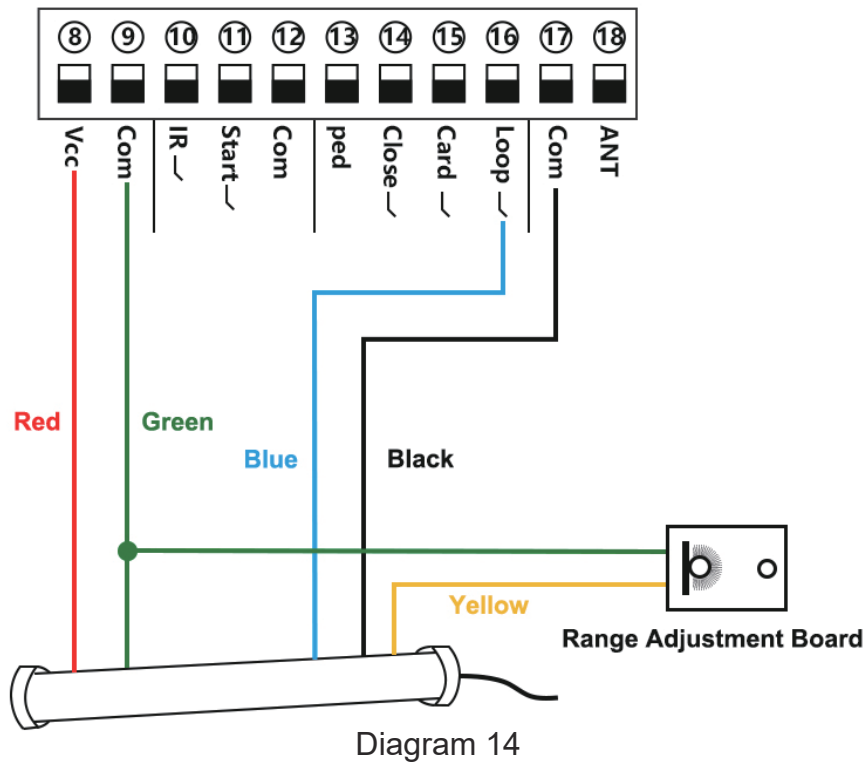 8 9 10 11 12 13 14 15 16 17 18
Vcc Com IR Start Com ped Close Card Loop Com ANT
Red Green
Blue Black
Yellow
Range Adjustment Board
Diagram 14